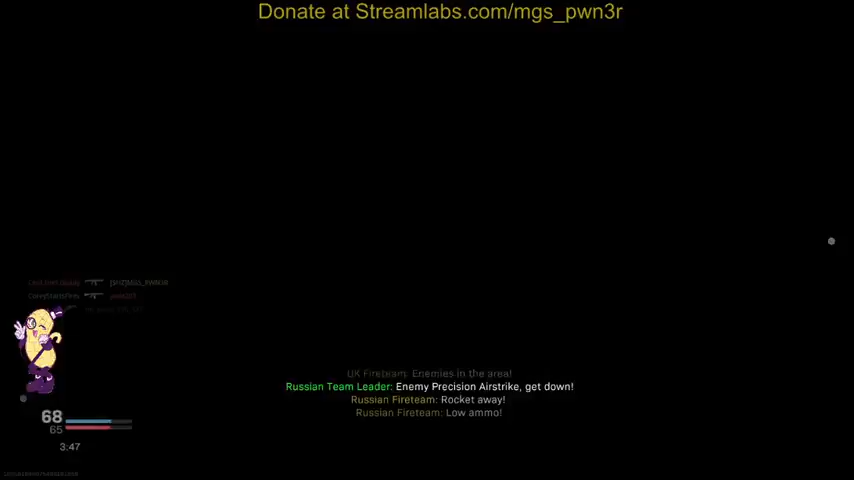 Donate at Streamlabs.com/mgs_pwn3r
UK Fireteam: Enemies in the area!
Russian Team Leader: Enemy Precision Airstrike, get down!
Russian Fireteam: Rocket away!
Russian Fireteam: Low ammo!
68
65
3:47